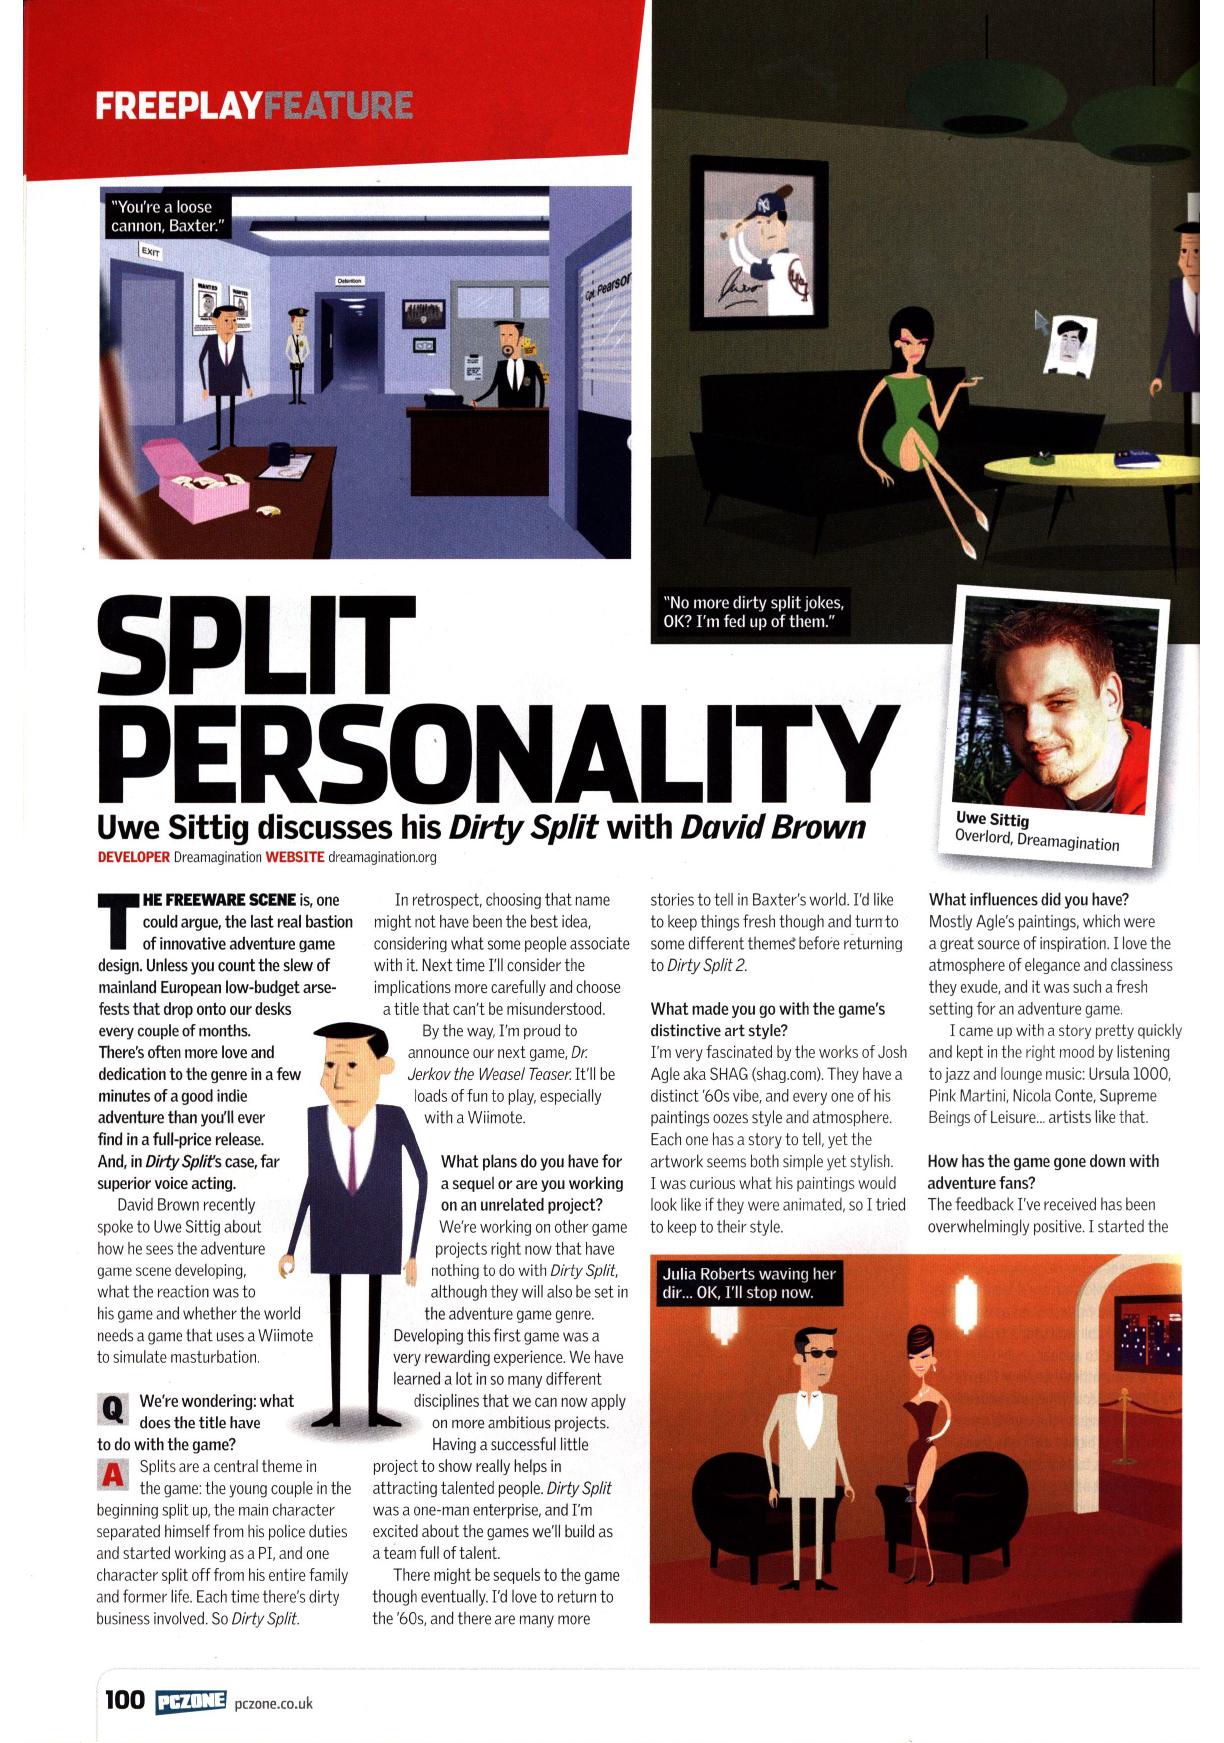 FREEPLAYFEATURE
"You're a loose
cannon, Baxter."
EXIT
WANTED
WANTED
Detention
Cpt. Pearson
NY
"No more dirty split jokes,
OK? I'm fed up of them."
SPLIT
PERSONALITY
Uwe Sittig discusses his Dirty Split with David Brown
DEVELOPER Dreamagination WEBSITE dreamagination.org
Uwe Sittig
Overlord, Dreamagination
THE FREEWARE SCENE is, one
could argue, the last real bastion
of innovative adventure game
design. Unless you count the slew of
mainland European low-budget arse-
fests that drop onto our desks
every couple of months.
There's often more love and
dedication to the genre in a few
minutes of a good indie
adventure than you'll ever
find in a full-price release.
And, in Dirty Split's case, far
superior voice acting.
David Brown recently
spoke to Uwe Sittig about
how he sees the adventure
game scene developing,
what the reaction was to
his game and whether the world
needs a game that uses a Wiimote
to simulate masturbation.
Q We're wondering: what
does the title have
to do with the game?
A Splits are a central theme in
the game: the young couple in the
beginning split up, the main character
separated himself from his police duties
and started working as a PI, and one
character split off from his entire family
and former life. Each time there's dirty
business involved. So Dirty Split.
In retrospect, choosing that name
might not have been the best idea,
considering what some people associate
with it. Next time I'll consider the
implications more carefully and choose
a title that can't be misunderstood.
By the way, I'm proud to
announce our next game, Dr.
Jerkov the Weasel Teaser. It'll be
loads of fun to play, especially
with a Wiimote.
What plans do you have for
a sequel or are you working
on an unrelated project?
We're working on other game
projects right now that have
nothing to do with Dirty Split,
although they will also be set in
the adventure game genre.
Developing this first game was a
very rewarding experience. We have
learned a lot in so many different
disciplines that we can now apply
on more ambitious projects.
Having a successful little
project to show really helps in
attracting talented people. Dirty Split
was a one-man enterprise, and I'm
excited about the games we'll build as
a team full of talent.
There might be sequels to the game
though eventually. I'd love to return to
the '60s, and there are many more
stories to tell in Baxter's world. I'd like
to keep things fresh though and turn to
some different themes before returning
to Dirty Split 2.
What made you go with the game's
distinctive art style?
I'm very fascinated by the works of Josh
Agle aka SHAG (shag.com). They have a
distinct '60s vibe, and every one of his
paintings oozes style and atmosphere.
Each one has a story to tell, yet the
artwork seems both simple yet stylish.
I was curious what his paintings would
look like if they were animated, so I tried
to keep to their style.
What influences did you have?
Mostly Agle's paintings, which were
a great source of inspiration. I love the
atmosphere of elegance and classiness
they exude, and it was such a fresh
setting for an adventure game.
I came up with a story pretty quickly
and kept in the right mood by listening
to jazz and lounge music: Ursula 1000,
Pink Martini, Nicola Conte, Supreme
Beings of Leisure... artists like that.
How has the game gone down with
adventure fans?
The feedback I've received has been
overwhelmingly positive. I started the
Julia Roberts waving her
dir... OK, I'll stop now.
100 PCZONE pczone.co.uk